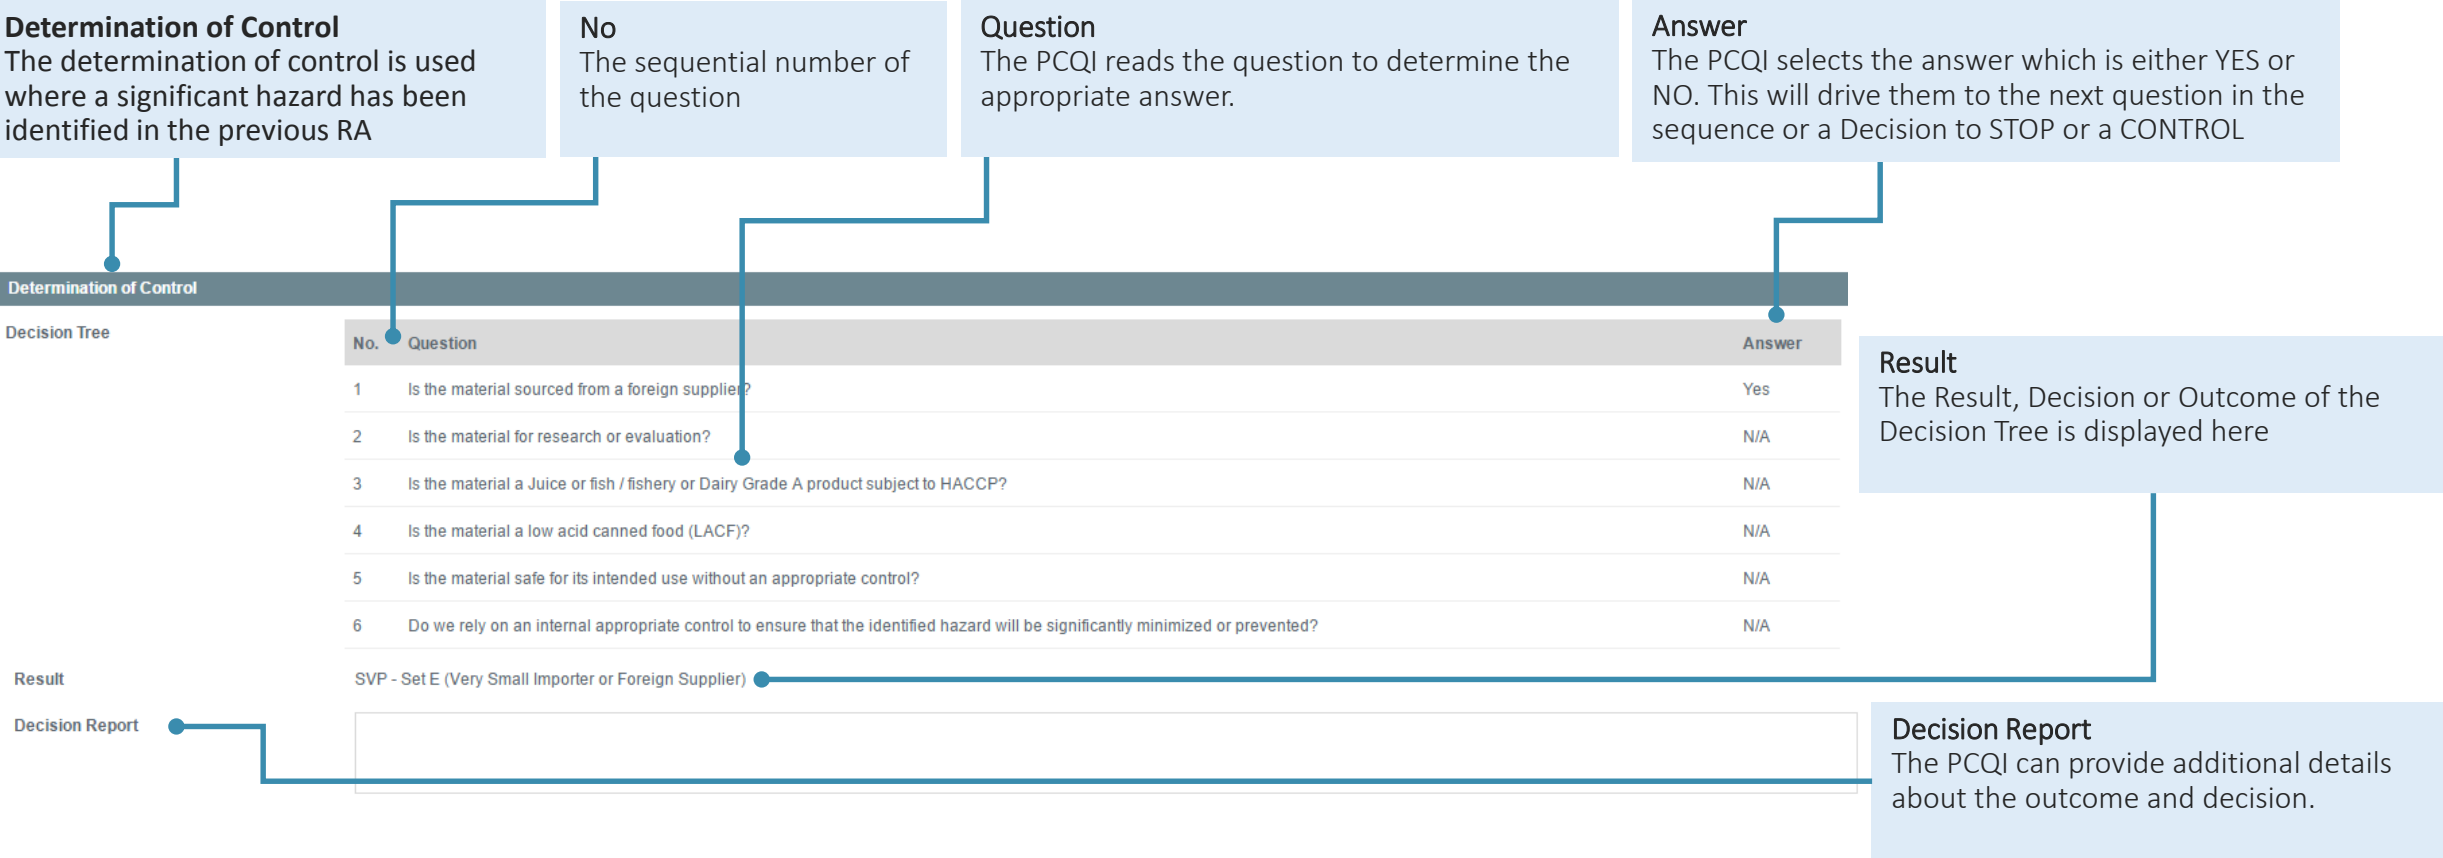 Determination of Control
The determination of control is used
where a significant hazard has been
identified in the previous RA
No
The sequential number of
the question
Question
The PCQI reads the question to determine the
appropriate answer.
Answer
The PCQI selects the answer which is either YES or
NO. This will drive them to the next question in the
sequence or a Decision to STOP or a CONTROL
Determination of Control
Decision Tree
No. Question Answer
1 Is the material sourced from a foreign supplier? Yes
2 Is the material for research or evaluation? N/A
3 Is the material a Juice or fish / fishery or Dairy Grade A product subject to HACCP? N/A
4 Is the material a low acid canned food (LACF)? N/A
5 Is the material safe for its intended use without an appropriate control? N/A
6 Do we rely on an internal appropriate control to ensure that the identified hazard will be significantly minimized or prevented? N/A
Result
The Result, Decision or Outcome of the
Decision Tree is displayed here
Result SVP - Set E (Very Small Importer or Foreign Supplier)
Decision Report
Decision Report
The PCQI can provide additional details
about the outcome and decision.